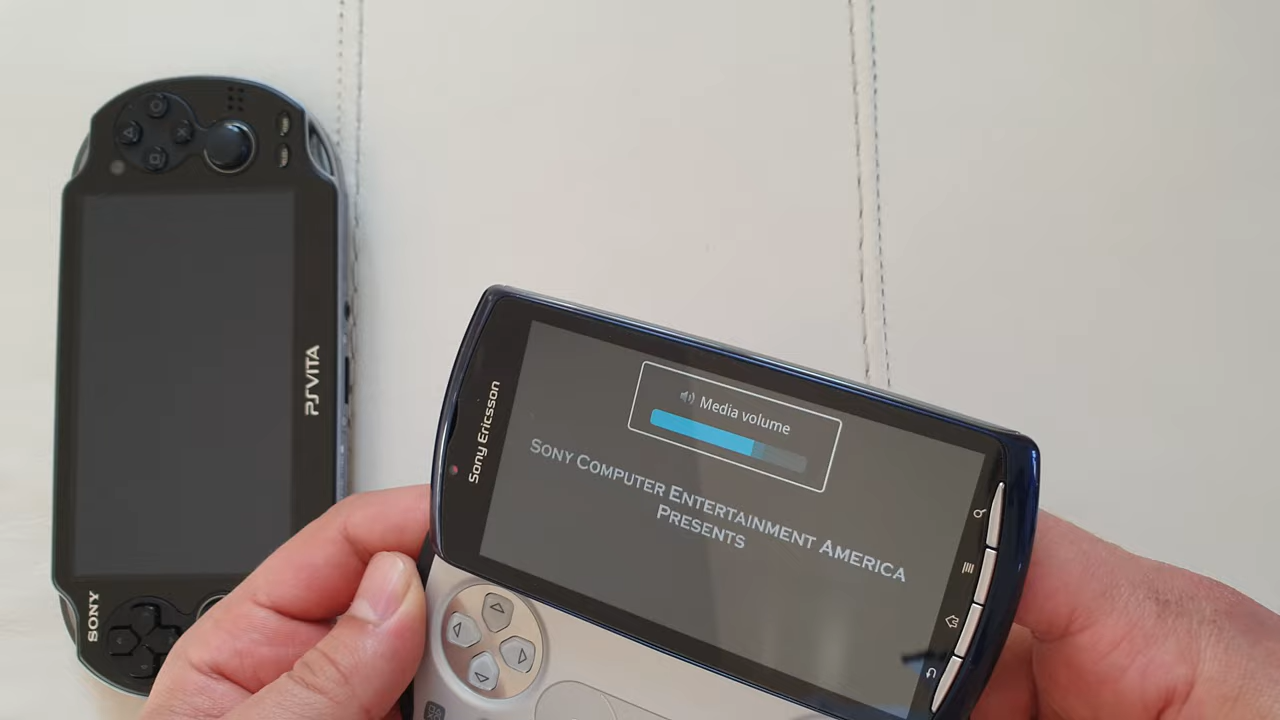 PSVITA
SONY
Sony Ericsson
Media volume
SONY COMPUTER ENTERTAINMENT AMERICA
PRESENTS